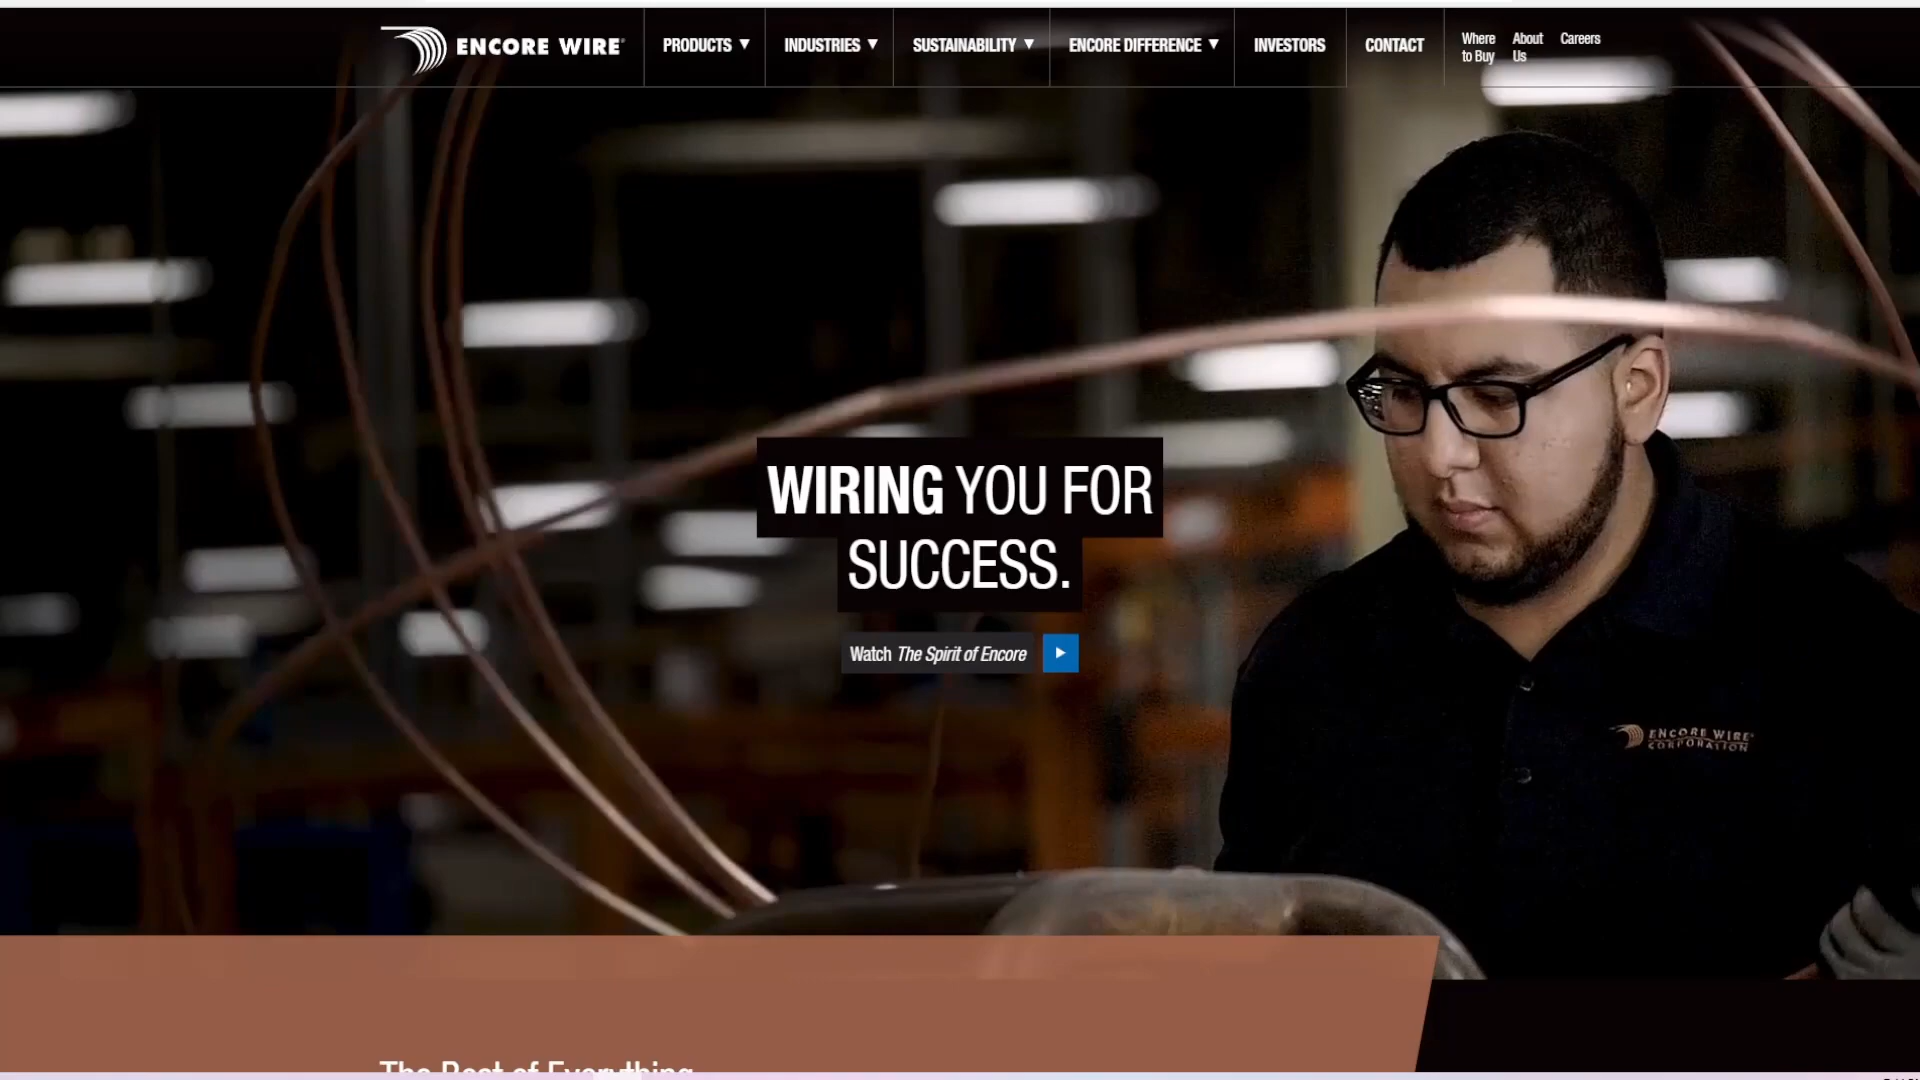 ENCORE WIRE
PRODUCTS ▼
INDUSTRIES ▼
SUSTAINABILITY ▼
ENCORE DIFFERENCE ▼
INVESTORS
CONTACT
Where
to Buy
About
Us
Careers
WIRING YOU FOR
SUCCESS.
Watch The Spirit of Encore
ENCORE WIRE
CORPORATION
The Best of Everything